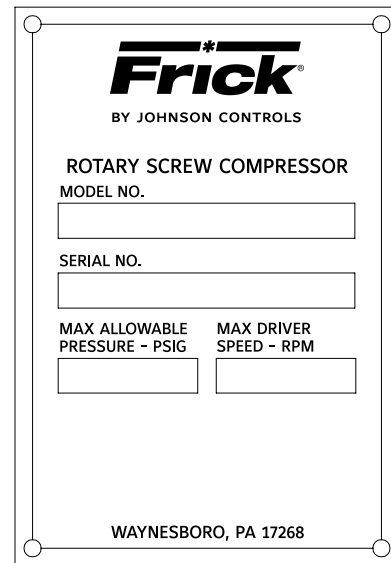 Frick®
BY JOHNSON CONTROLS
ROTARY SCREW COMPRESSOR
MODEL NO.
SERIAL NO.
MAX ALLOWABLE
PRESSURE - PSIG
MAX DRIVER
SPEED - RPM
WAYNESBORO, PA 17268